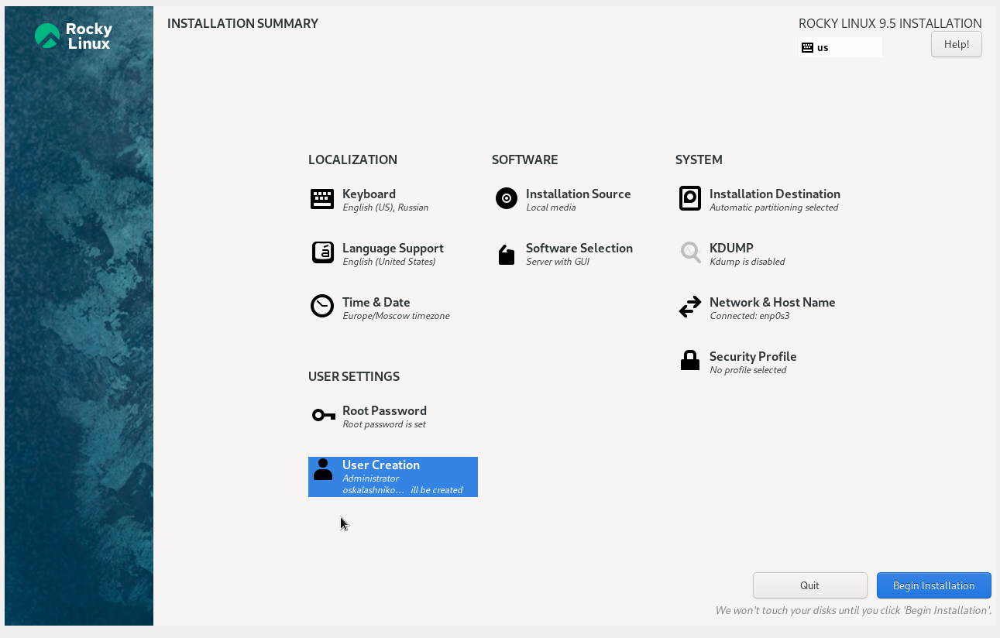 Rocky
Linux
INSTALLATION SUMMARY
ROCKY LINUX 9.5 INSTALLATION
us
Help!
LOCALIZATION
Keyboard
English (US), Russian
Language Support
English (United States)
Time & Date
Europe/Moscow timezone
SOFTWARE
Installation Source
Local media
Software Selection
Server with GUI
SYSTEM
Installation Destination
Automatic partitioning selected
KDUMP
Kdump is disabled
Network & Host Name
Connected: enp0s3
Security Profile
No profile selected
USER SETTINGS
Root Password
Root password is set
User Creation
Administrator
oskalashniko... ill be created
Quit
Begin Installation
We won't touch your disks until you click 'Begin Installation'.